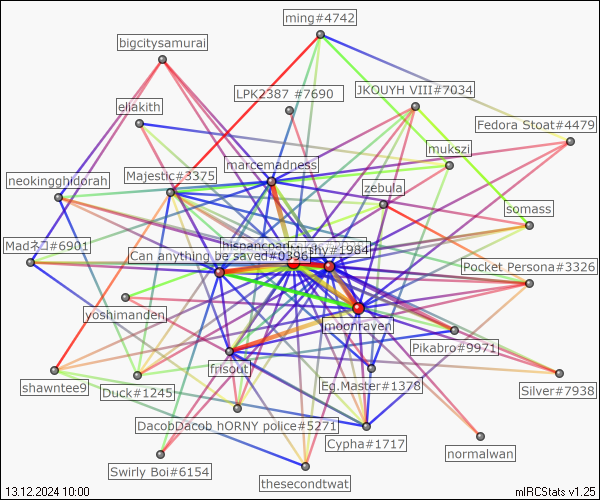 ming#4742
bigcitysamurai
LPK2387 #7690
JKOUYH VIII#7034
eliakith
Fedora Stoat#4479
mukszi
marcemadness
Majestic#3375
neokingghidorah
zebula
somass
Madネコ#6901
#1984
Can anything be saved#0396
Pocket Persona#3326
yoshimanden
moonraven
Pikabro#9971
frisout
shawntee9
Duck#1245
Eg.Master#1378
Silver#7938
DacobDacob hORNY police#5271
Cypha#1717
normalwan
Swirly Boi#6154
thesecondtwat
13.12.2024 10:00
mIRCStats v1.25